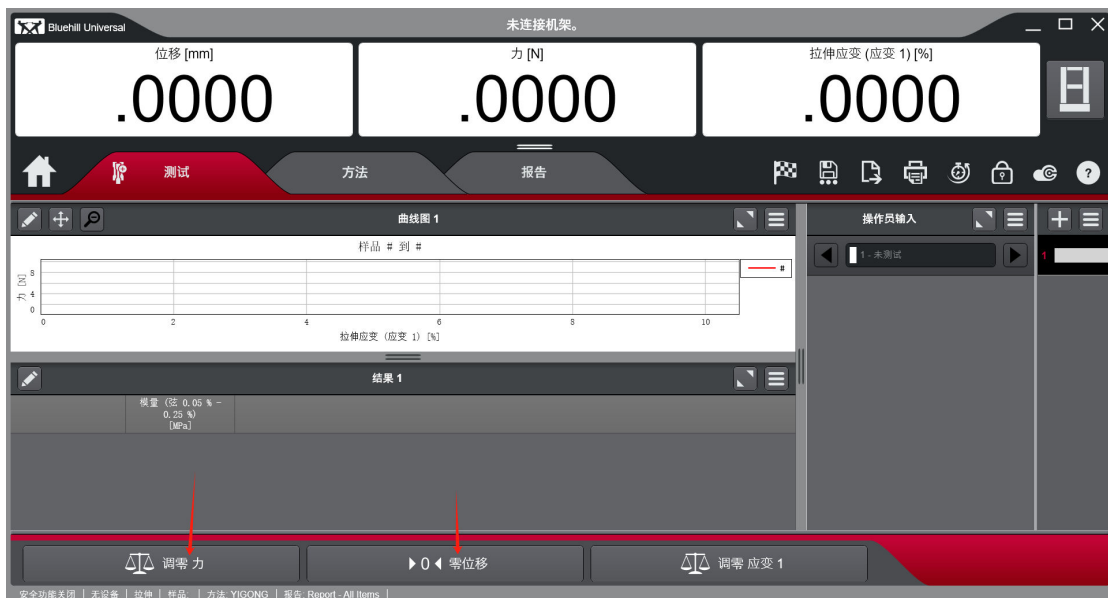 Bluehill Universal
未连接机架。
位移 [mm]
力 [N]
拉伸应变 (应变 1) [%]
.0000
.0000
.0000
测试
方法
报告
?
曲线图 1
操作员输入
样品 # 到 #
1 - 未测试
1
#
力 [N]
8
4
0
0
2
4
6
8
10
拉伸应变 (应变 1) [%]
结果 1
模量 (弦 0.05 % -
0.25 %)
[MPa]
调零 力
0 零位移
调零 应变 1
安全功能关闭 | 无设备 | 拉伸 | 样品: | 方法: YIGONG | 报告: Report - All Items |